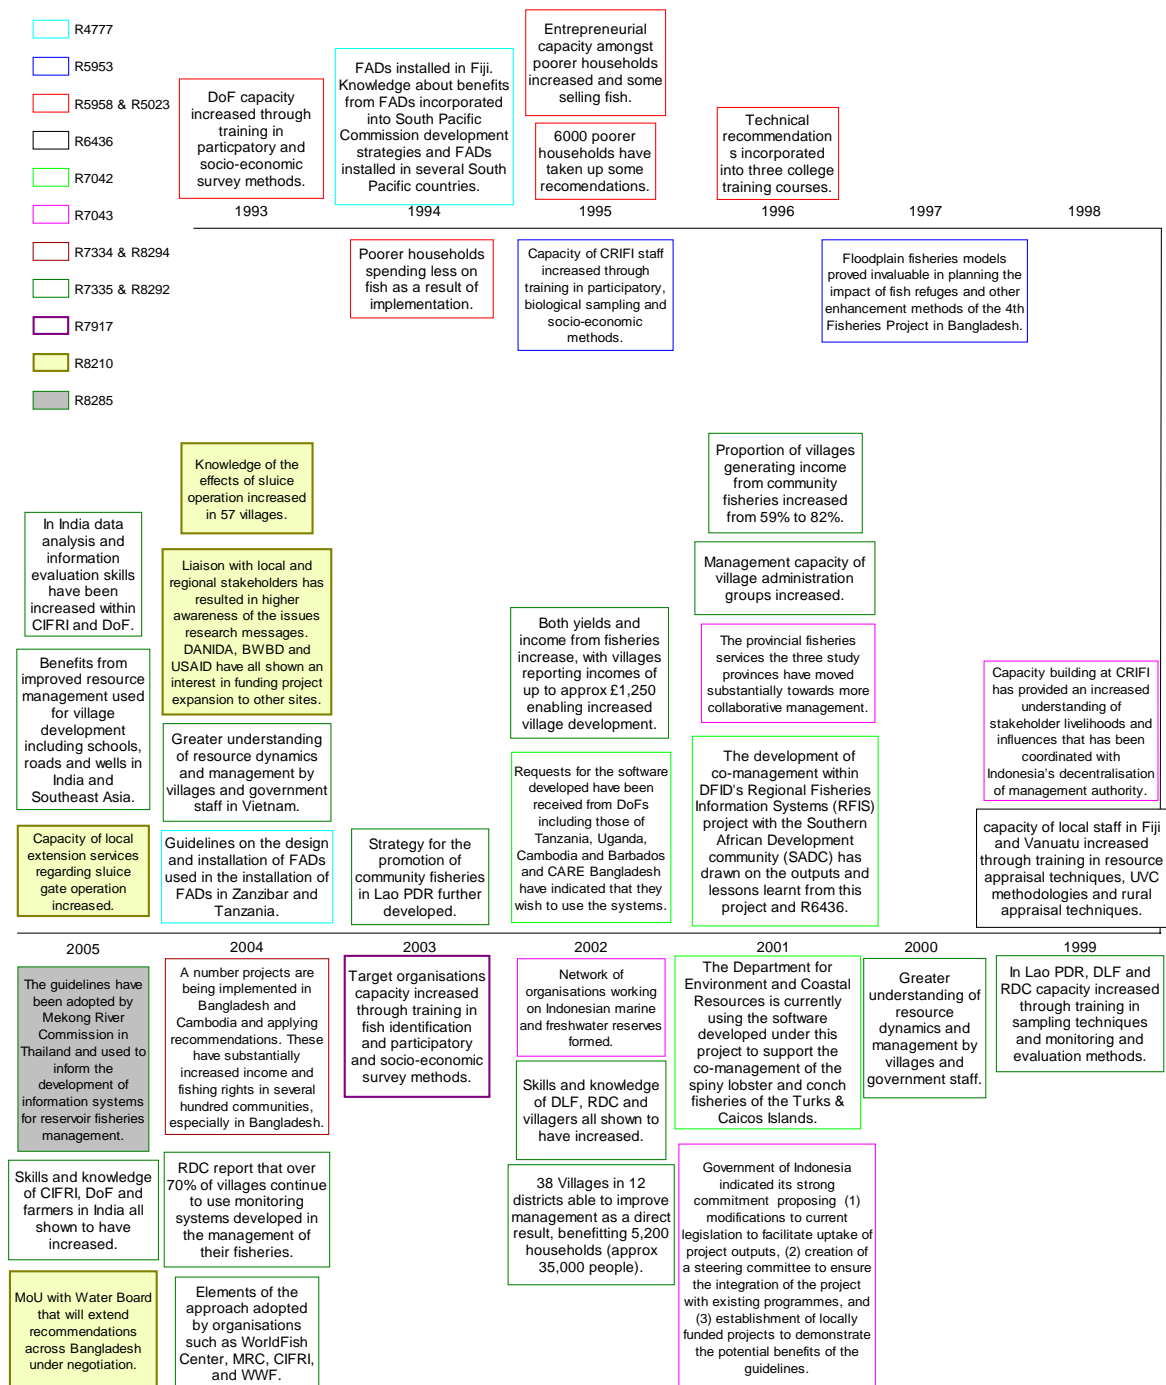 R4777
R5953
R5958 & R5023
R6436
R7042
R7043
R7334 & R8294
R7335 & R8292
R7917
R8210
R8285
DoF capacity
increased through
training in
particpatory and
socio-economic
survey methods.
FADs installed in Fiji.
Knowledge about benefits
from FADs incorporated
into South Pacific
Commission development
strategies and FADs
installed in several South
Pacific countries.
Entrepreneurial
capacity amongst
poorer households
increased and some
selling fish.
6000 poorer
households have
taken up some
recomendations.
Technical
recommendation
s incorporated
into three college
training courses.
1993
1994
1995
1996
1997
1998
Poorer households
spending less on
fish as a result of
implementation.
Capacity of CRIFI staff
increased through
training in participatory,
biological sampling and
socio-economic
methods.
Floodplain fisheries models
proved invaluable in planning the
impact of fish refuges and other
enhancement methods of the 4th
Fisheries Project in Bangladesh.
In India data
analysis and
information
evaluation skills
have been
increased within
CIFRI and DoF.
Benefits from
improved resource
management used
for village
development
including schools,
roads and wells in
India and
Southeast Asia.
Capacity of local
extension services
regarding sluice
gate operation
increased.
Knowledge of the
effects of sluice
operation increased
in 57 villages.
Liaison with local and
regional stakeholders has
resulted in higher
awareness of the issues
research messages.
DANIDA, BWBD and
USAID have all shown an
interest in funding project
expansion to other sites.
Greater understanding
of resource dynamics
and management by
villages and government
staff in Vietnam.
Guidelines on the design
and installation of FADs
used in the installation of
FADs in Zanzibar and
Tanzania.
Strategy for the
promotion of
community fisheries
in Lao PDR further
developed.
Both yields and
income from fisheries
increase, with villages
reporting incomes of
up to approx £1,250
enabling increased
village development.
Requests for the software
developed have been
received from DoFs
including those of
Tanzania, Uganda,
Cambodia and Barbados
and CARE Bangladesh
have indicated that they
wish to use the systems.
Proportion of villages
generating income
from community
fisheries increased
from 59% to 82%.
Management capacity of
village administration
groups increased.
The provincial fisheries
services the three study
provinces have moved
substantially towards more
collaborative management.
The development of
co-management within
DFID's Regional Fisheries
Information Systems (RFIS)
project with the Southern
African Development
community (SADC) has
drawn on the outputs and
lessons learnt from this
project and R6436.
Capacity building at CRIFI
has provided an increased
understanding of
stakeholder livelihoods and
influences that has been
coordinated with
Indonesia's decentralisation
of management authority.
capacity of local staff in Fiji
and Vanuatu increased
through training in resource
appraisal techniques, UVC
methodologies and rural
appraisal techniques.
2005
2004
2003
2002
2001
2000
1999
The guidelines have
been adopted by
Mekong River
Commission in
Thailand and used to
inform the
development of
information systems
for reservoir fisheries
management.
Skills and knowledge
of CIFRI, DoF and
farmers in India all
shown to have
increased.
MoU with Water Board
that will extend
recommendations
across Bangladesh
under negotiation.
A number projects are
being implemented in
Bangladesh and
Cambodia and applying
recommendations. These
have substantially
increased income and
fishing rights in several
hundred communities,
especially in Bangladesh.
RDC report that over
70% of villages continue
to use monitoring
systems developed in
the management of
their fisheries.
Elements of the
approach adopted
by organisations
such as WorldFish
Center, MRC, CIFRI,
and WWF.
Target organisations
capacity increased
through training in
fish identification
and participatory
and socio-economic
survey methods.
Network of
organisations working
on Indonesian marine
and freshwater reserves
formed.
Skills and knowledge
of DLF, RDC and
villagers all shown to
have increased.
38 Villages in 12
districts able to improve
management as a direct
result, benefitting 5,200
households (approx
35,000 people).
The Department for
Environment and Coastal
Resources is currently
using the software
developed under this
project to support the
co-management of the
spiny lobster and conch
fisheries of the Turks &
Caicos Islands.
Government of Indonesia
indicated its strong
commitment proposing (1)
modifications to current
legislation to facilitate uptake of
project outputs, (2) creation of
a steering committee to ensure
the integration of the project
with existing programmes, and
(3) establishment of locally
funded projects to demonstrate
the potential benefits of the
guidelines.
Greater
understanding of
resource
dynamics and
management by
villages and
government staff.
In Lao PDR, DLF and
RDC capacity increased
through training in
sampling techniques
and monitoring and
evaluation methods.